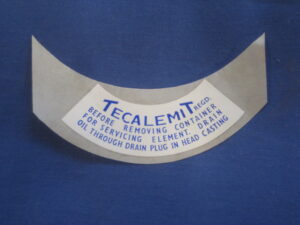 TECALEMIT REGD.
BEFORE REMOVING CONTAINER
FOR SERVICING ELEMENT, DRAIN
OIL THROUGH DRAIN PLUG IN HEAD CASTING